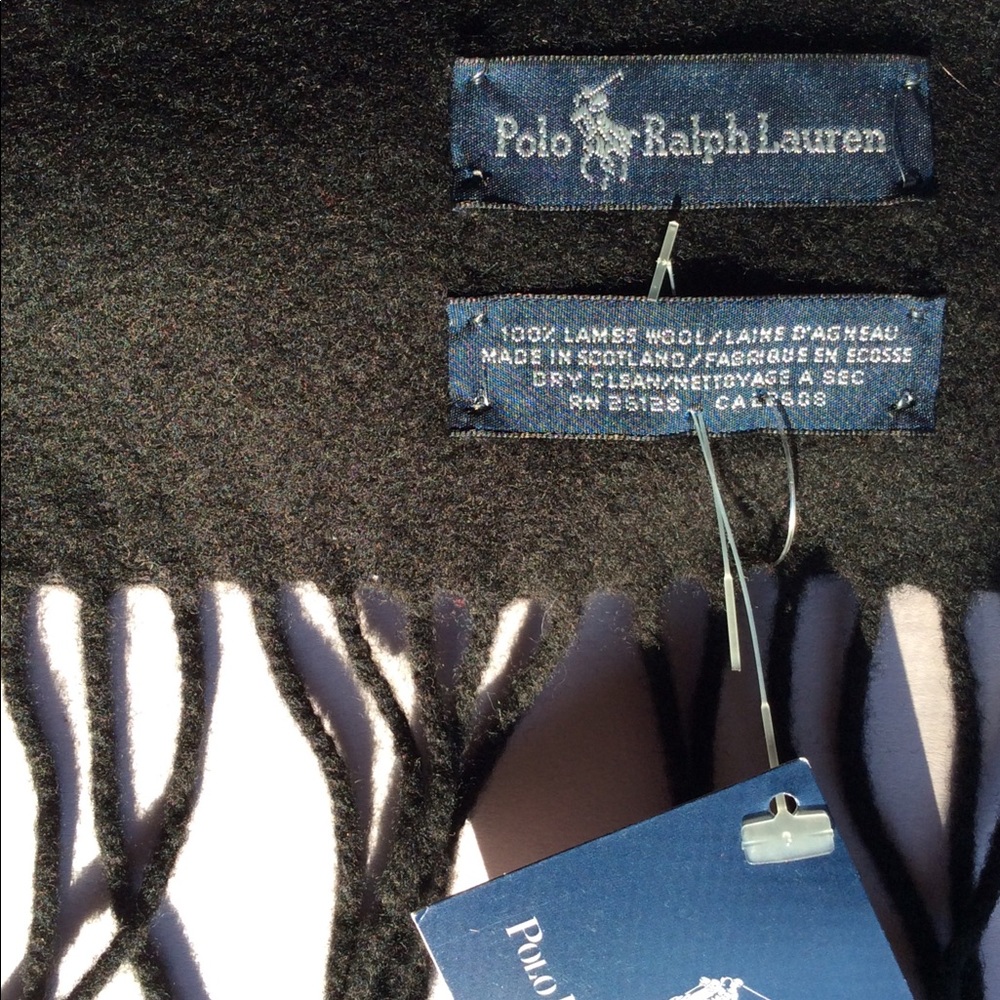 Polo Ralph Lauren
100% LAMBS WOOL/LAINE D'AGNEAU
MADE IN SCOTLAND/FABRIQUE EN ECOSSE
DRY CLEAN/NETTOYAGE A SEC
RN CA
POLO